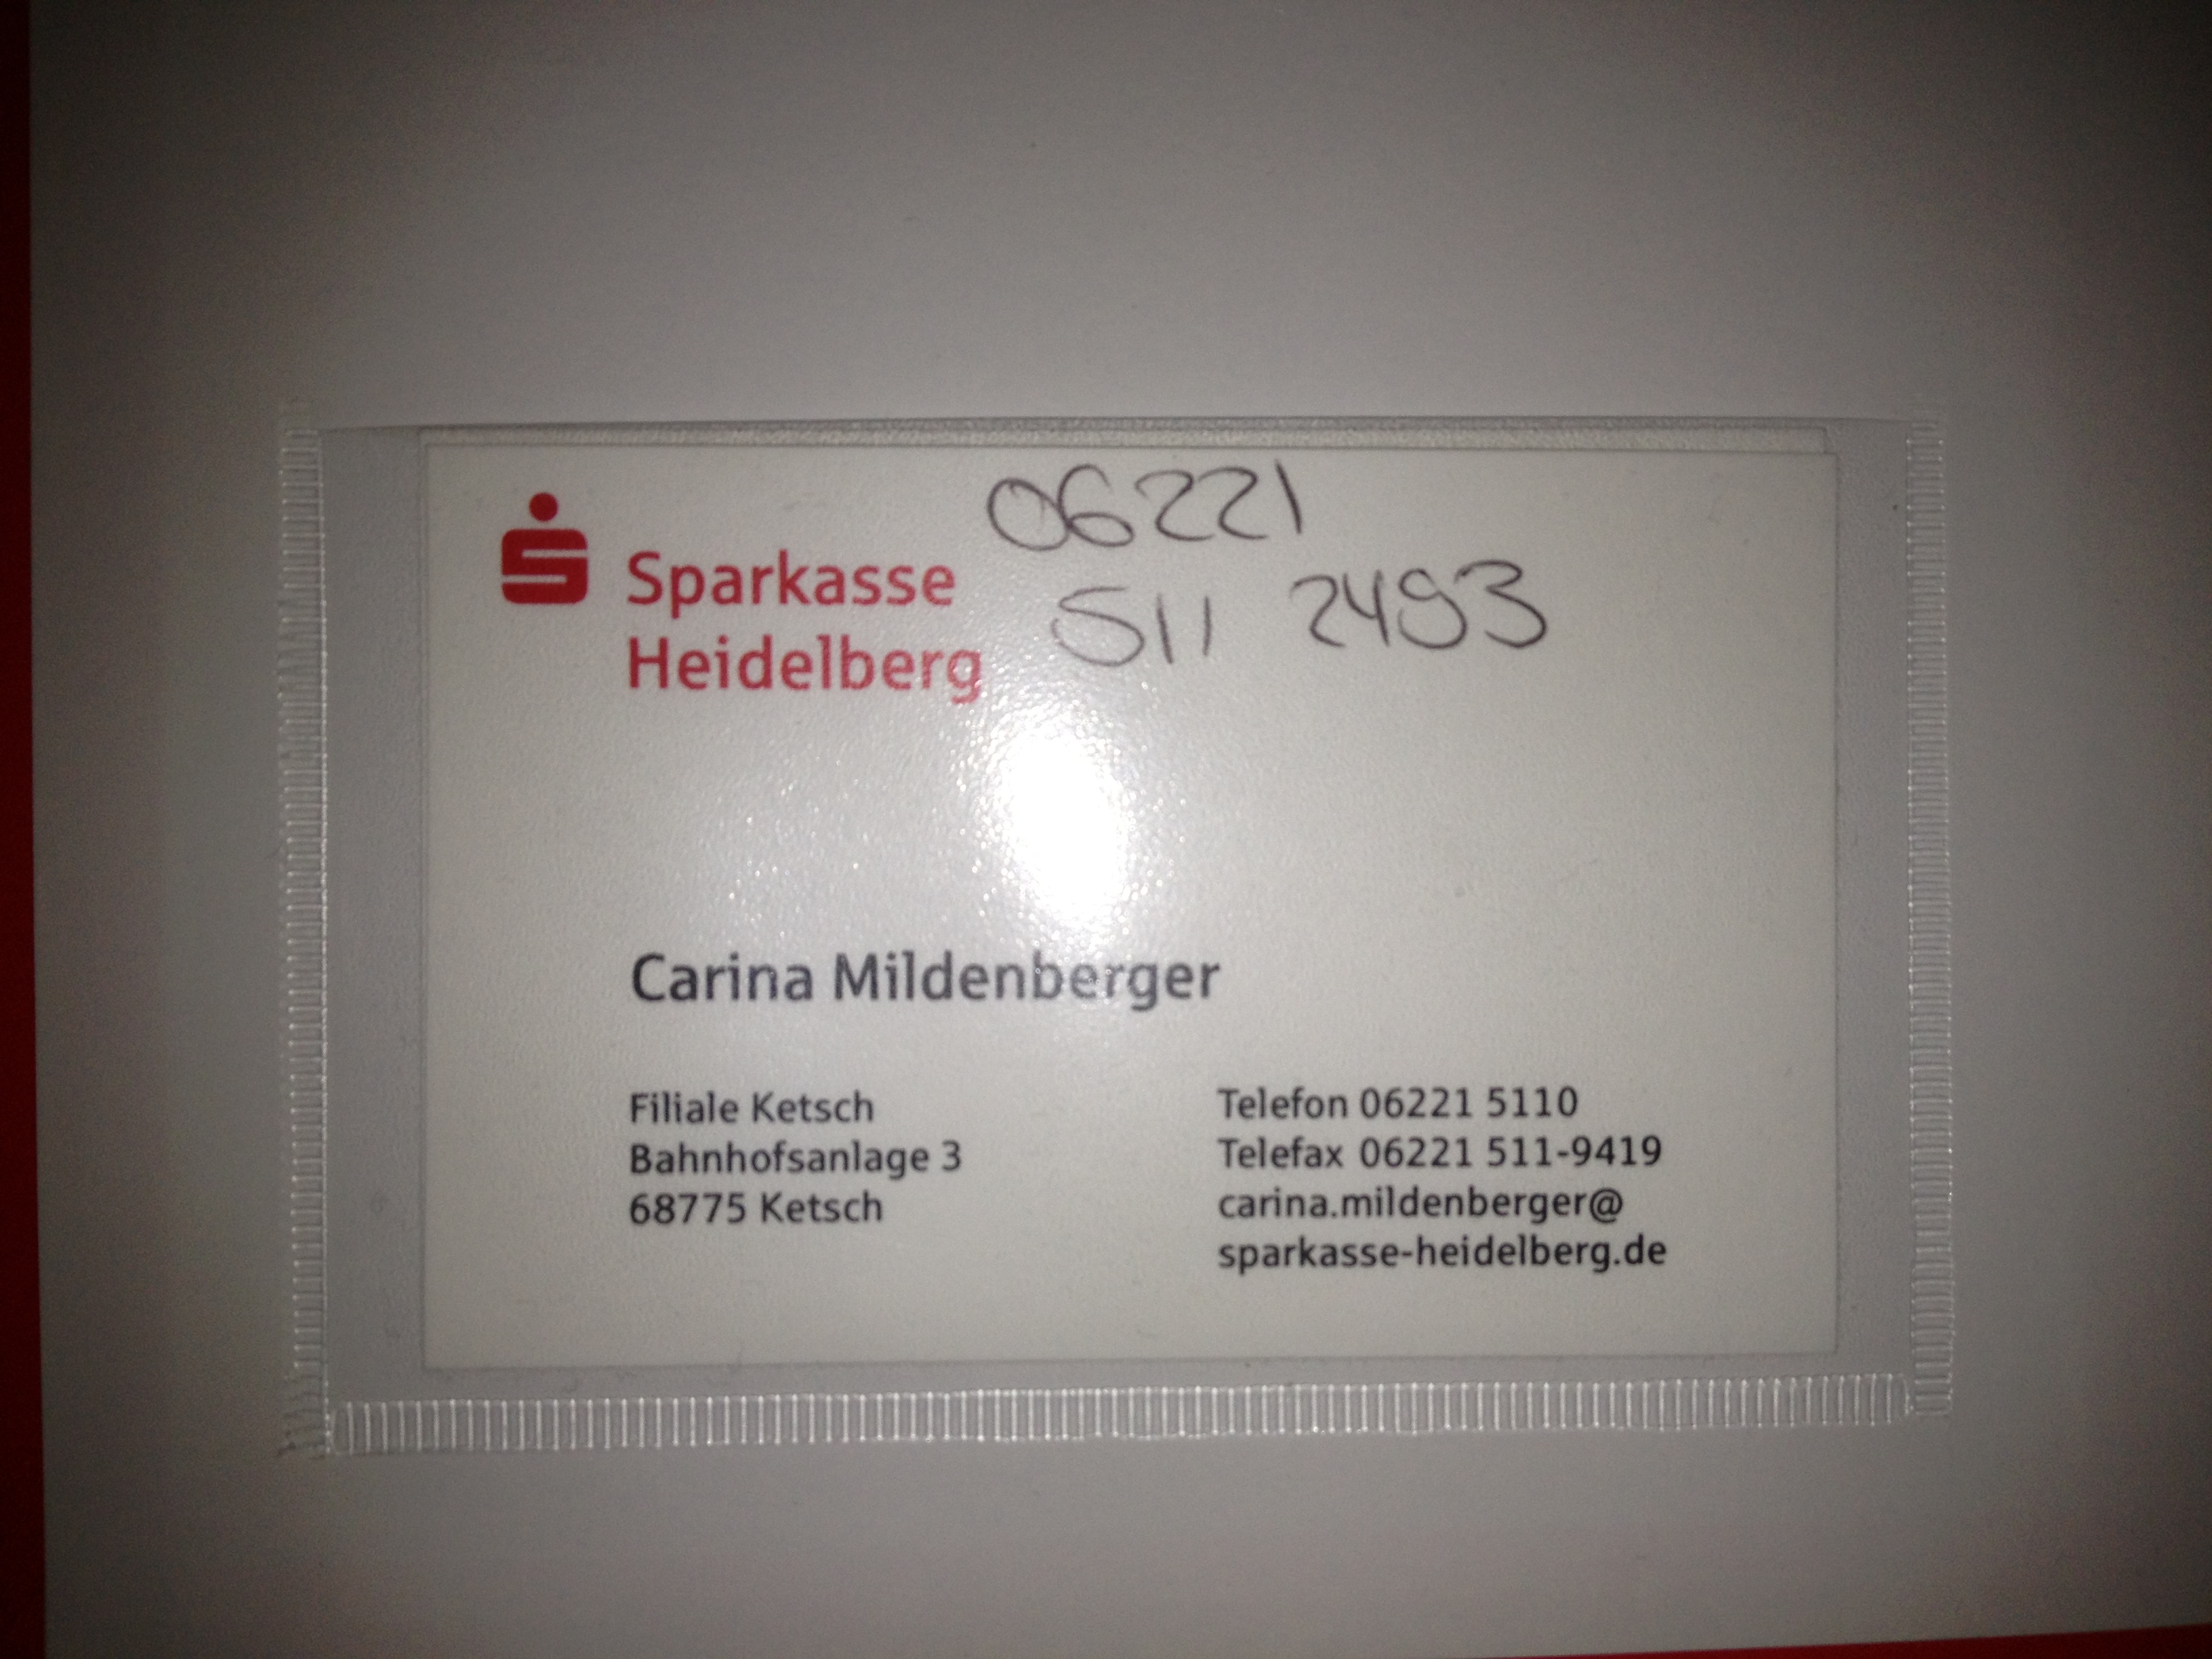 06221
511 2493
Sparkasse
Heidelberg
Carina Mildenberger
Filiale Ketsch
Bahnhofsanlage 3
68775 Ketsch
Telefon 06221 5110
Telefax 06221 511-9419
carina.mildenberger@
sparkasse-heidelberg.de